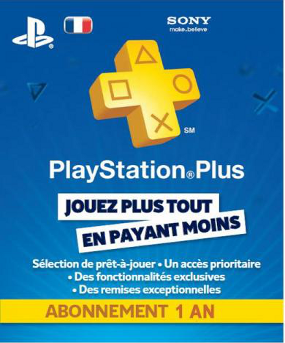 SONY
make.believe
SM
PlayStation®Plus
JOUEZ PLUS TOUT
EN PAYANT MOINS
Sélection de prêt-à-jouer • Un accès prioritaire
• Des fonctionnalités exclusives
• Des remises exceptionnelles
ABONNEMENT 1 AN